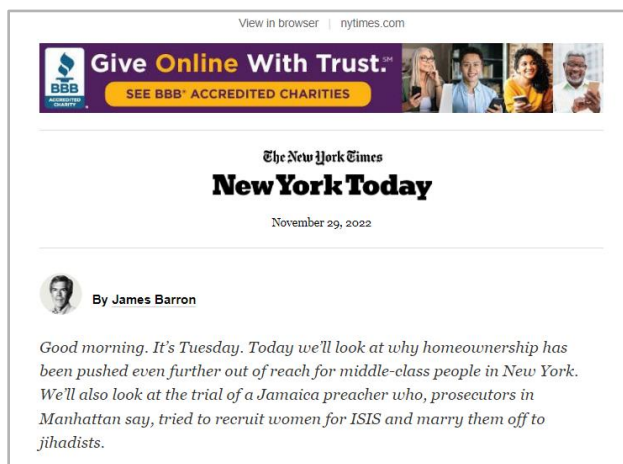 View in browser | nytimes.com
BBB
ACCREDITED
CHARITY
Give Online With Trust.℠
SEE BBB® ACCREDITED CHARITIES
The New York Times
New York Today
November 29, 2022
By James Barron
Good morning. It’s Tuesday. Today we’ll look at why homeownership has
been pushed even further out of reach for middle-class people in New York.
We’ll also look at the trial of a Jamaica preacher who, prosecutors in
Manhattan say, tried to recruit women for ISIS and marry them off to
jihadists.